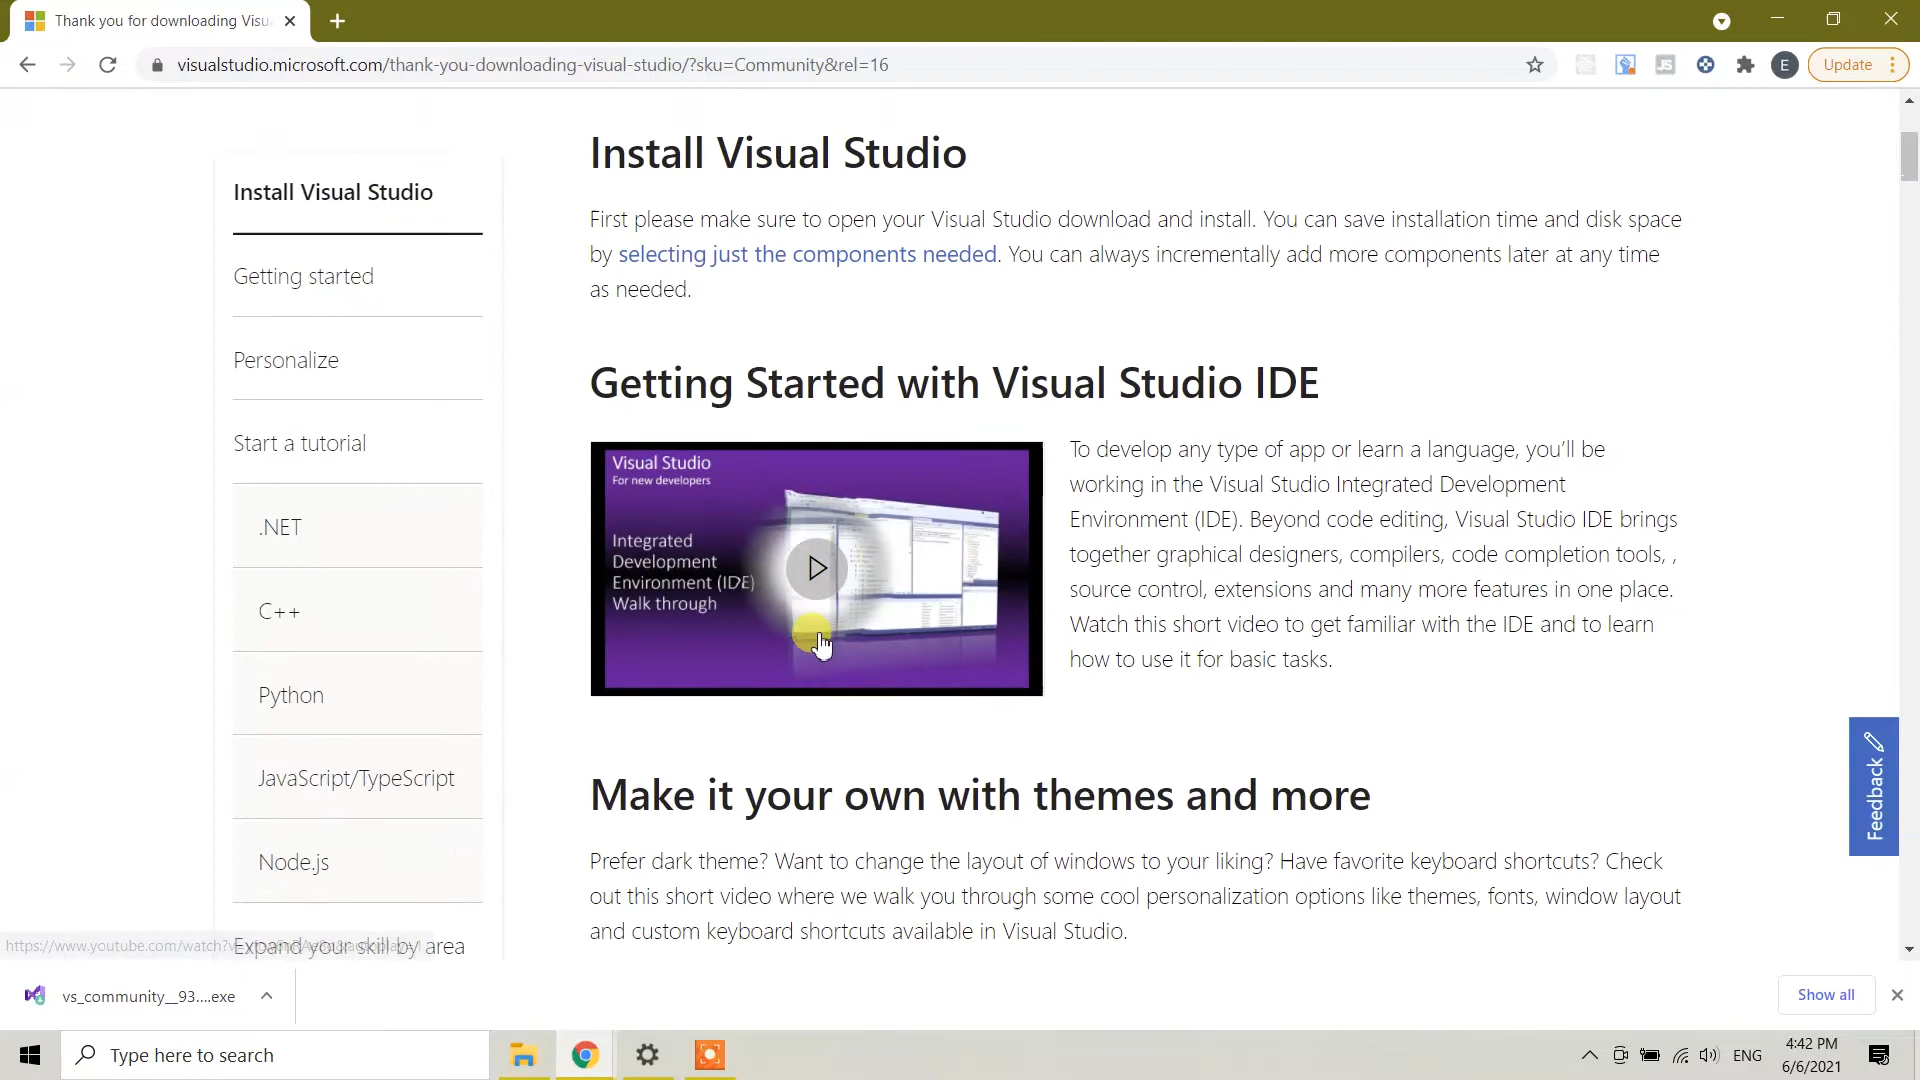 Thank you for downloading Visu
visualstudio.microsoft.com/thank-you-downloading-visual-studio/?sku=Community&rel=16
JS
E
Update
Install Visual Studio
Getting started
Personalize
Start a tutorial
.NET
C++
Python
JavaScript/TypeScript
Node.js
Expand your skill by area
Install Visual Studio
First please make sure to open your Visual Studio download and install. You can save installation time and disk space
by selecting just the components needed. You can always incrementally add more components later at any time
as needed.
Getting Started with Visual Studio IDE
Visual Studio
For new developers
Integrated
Development
Environment (IDE)
Walk through
To develop any type of app or learn a language, you’ll be
working in the Visual Studio Integrated Development
Environment (IDE). Beyond code editing, Visual Studio IDE brings
together graphical designers, compilers, code completion tools, ,
source control, extensions and many more features in one place.
Watch this short video to get familiar with the IDE and to learn
how to use it for basic tasks.
Make it your own with themes and more
Prefer dark theme? Want to change the layout of windows to your liking? Have favorite keyboard shortcuts? Check
out this short video where we walk you through some cool personalization options like themes, fonts, window layout
and custom keyboard shortcuts available in Visual Studio.
Feedback
vs_community__93....exe
Show all
Type here to search
ENG
4:42 PM
6/6/2021